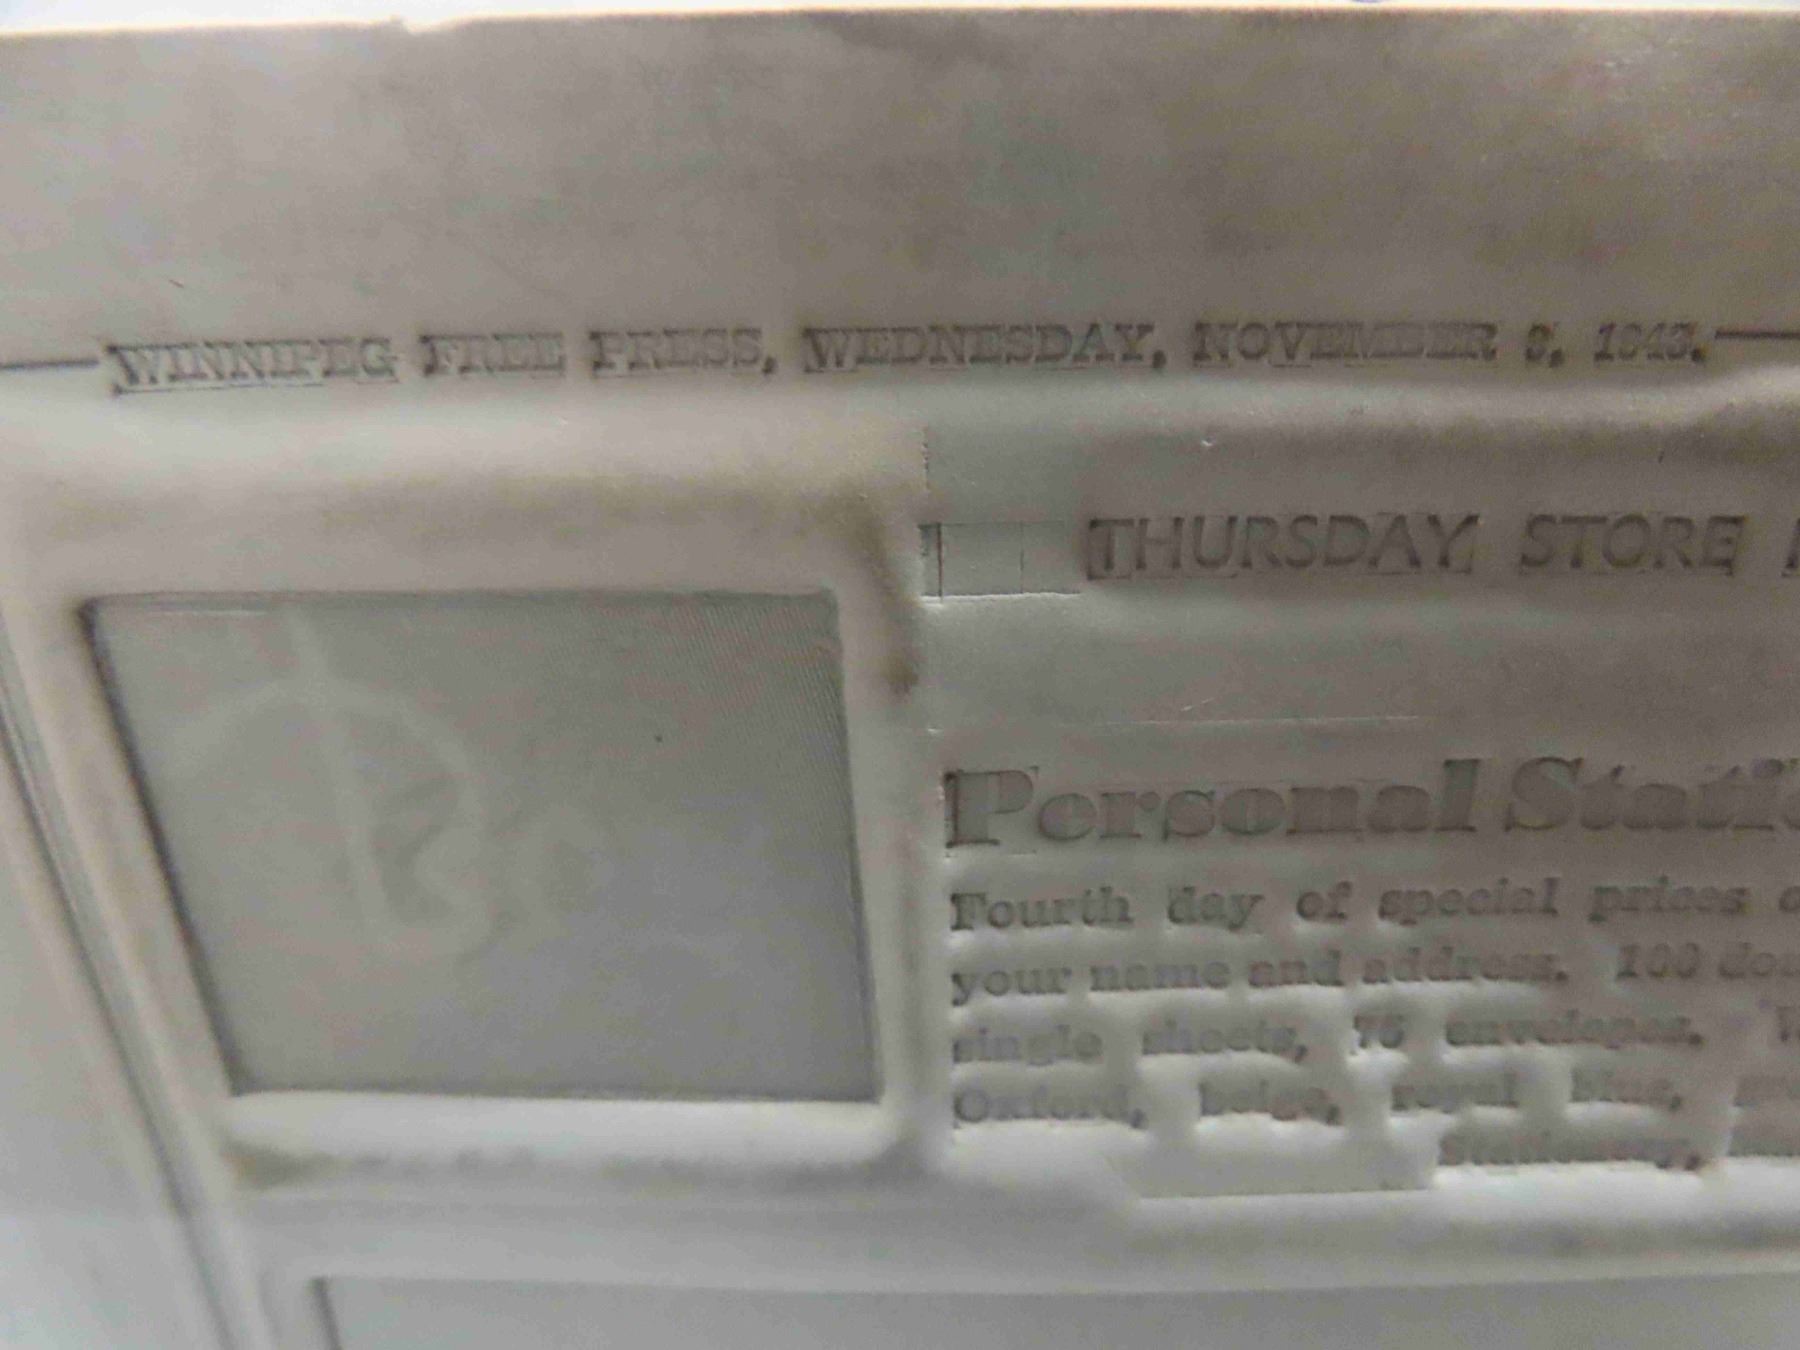 WINNIPEG FREE PRESS, WEDNESDAY, NOVEMBER 3, 1943.
THURSDAY STORE
Personal
Fourth day of special prices
your name and address. 100
single sheets, 75 envelopes.
Oxford, beige, royal blue,
Stationery,